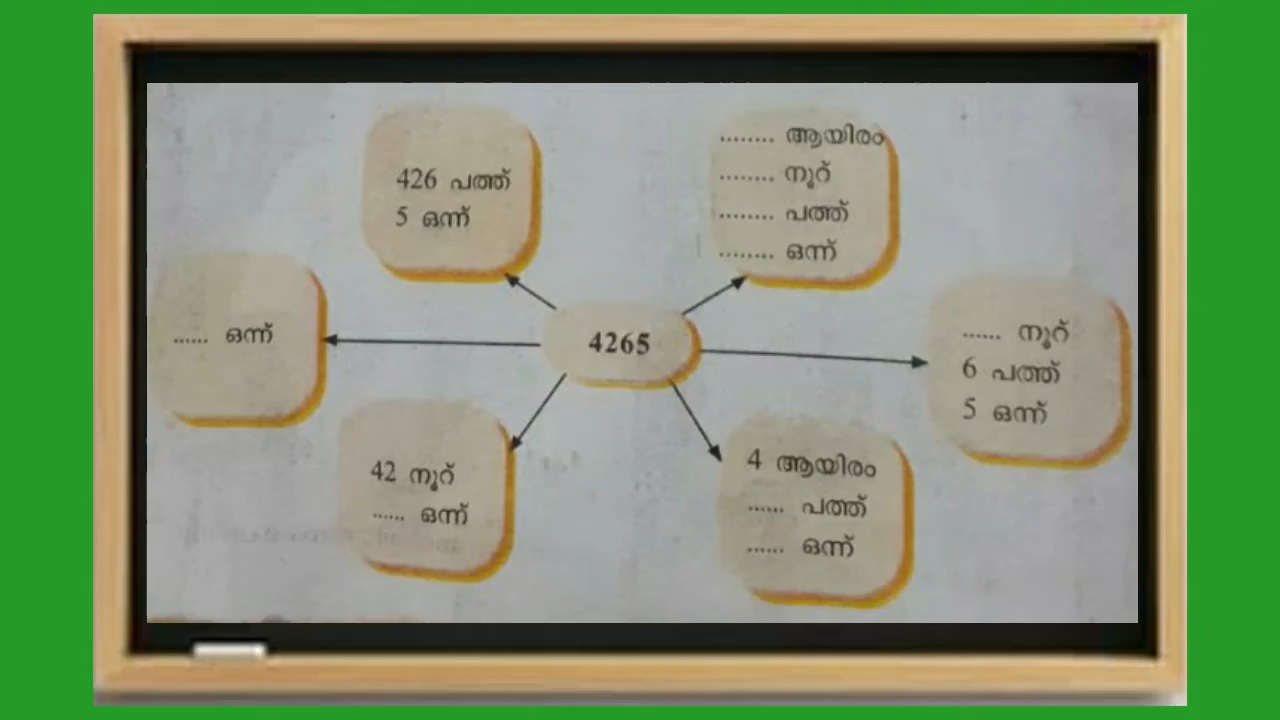 426 പത്ത്
5 ഒന്ന്
........ ആയിരം
........ നൂറ്
........ പത്ത്
........ ഒന്ന്
...... ഒന്ന്
4265
...... നൂറ്
6 പത്ത്
5 ഒന്ന്
42 നൂറ്
...... ഒന്ന്
4 ആയിരം
...... പത്ത്
...... ഒന്ന്